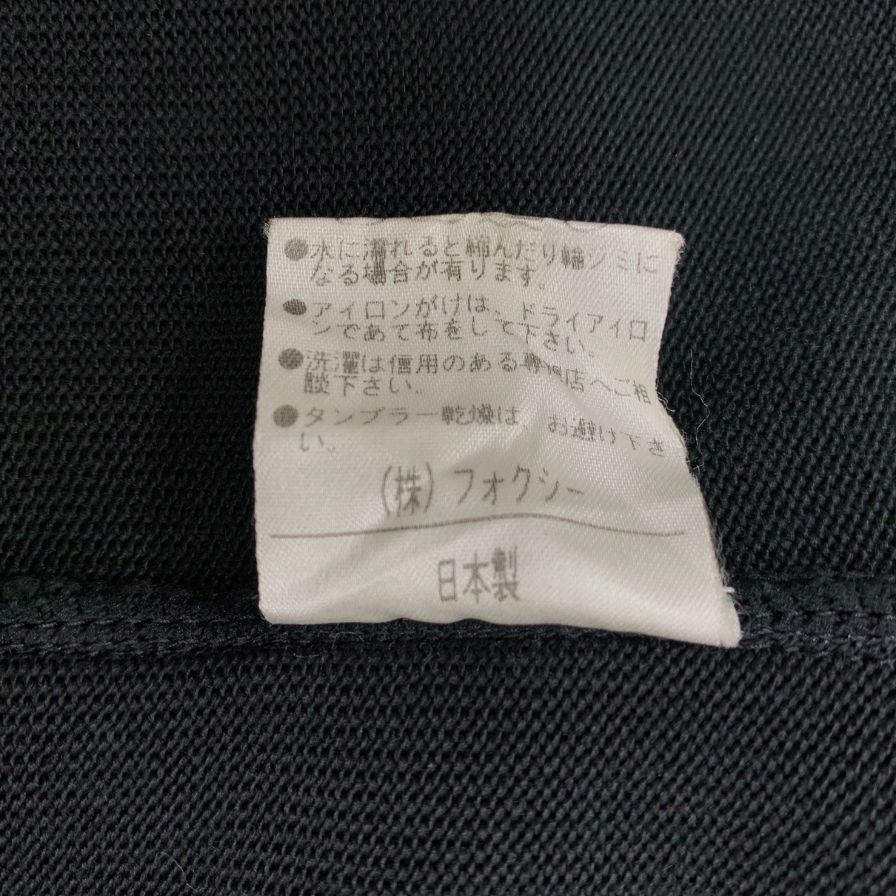 ●水に濡れると縮んだり輪ジミに
なる場合が有ります。
●アイロンがけは、ドライアイロ
ンであて布をして下さい。
●洗濯は信用のある専門店へご相
談下さい。
●タンブラー乾燥は、お避け下さ
い。
(株)フォクシー
日本製